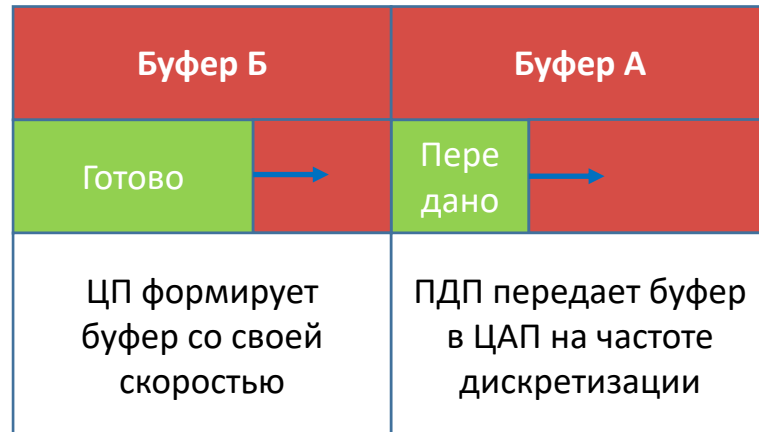 Буфер Б
Буфер А
Готово
Пере
дано
ЦП формирует
буфер со своей
скоростью
ПДП передает буфер
в ЦАП на частоте
дискретизации